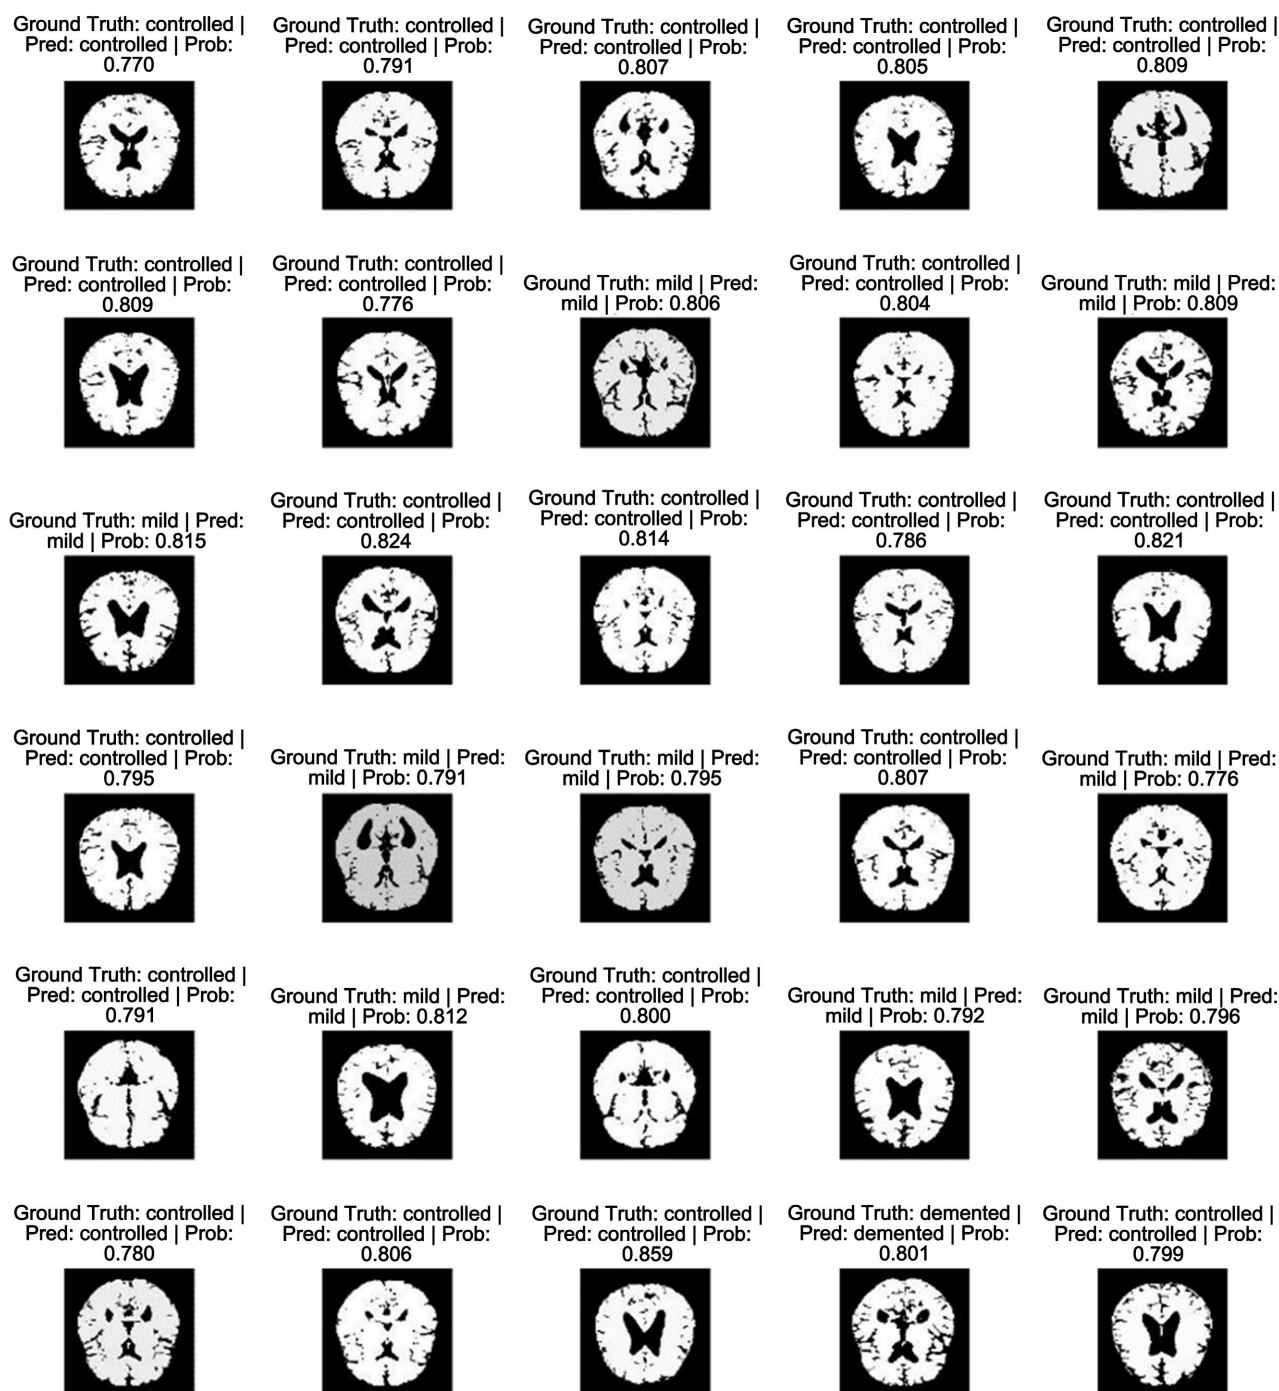 Ground Truth: controlled |
Pred: controlled | Prob:
0.770
Ground Truth: controlled |
Pred: controlled | Prob:
0.791
Ground Truth: controlled |
Pred: controlled | Prob:
0.807
Ground Truth: controlled |
Pred: controlled | Prob:
0.805
Ground Truth: controlled |
Pred: controlled | Prob:
0.809
Ground Truth: controlled |
Pred: controlled | Prob:
0.809
Ground Truth: controlled |
Pred: controlled | Prob:
0.776
Ground Truth: mild | Pred:
mild | Prob: 0.806
Ground Truth: controlled |
Pred: controlled | Prob:
0.804
Ground Truth: mild | Pred:
mild | Prob: 0.809
Ground Truth: mild | Pred:
mild | Prob: 0.815
Ground Truth: controlled |
Pred: controlled | Prob:
0.824
Ground Truth: controlled |
Pred: controlled | Prob:
0.814
Ground Truth: controlled |
Pred: controlled | Prob:
0.786
Ground Truth: controlled |
Pred: controlled | Prob:
0.821
Ground Truth: controlled |
Pred: controlled | Prob:
0.795
Ground Truth: mild | Pred:
mild | Prob: 0.791
Ground Truth: mild | Pred:
mild | Prob: 0.795
Ground Truth: controlled |
Pred: controlled | Prob:
0.807
Ground Truth: mild | Pred:
mild | Prob: 0.776
Ground Truth: controlled |
Pred: controlled | Prob:
0.791
Ground Truth: mild | Pred:
mild | Prob: 0.812
Ground Truth: controlled |
Pred: controlled | Prob:
0.800
Ground Truth: mild | Pred:
mild | Prob: 0.792
Ground Truth: mild | Pred:
mild | Prob: 0.796
Ground Truth: controlled |
Pred: controlled | Prob:
0.780
Ground Truth: controlled |
Pred: controlled | Prob:
0.806
Ground Truth: controlled |
Pred: controlled | Prob:
0.859
Ground Truth: demented |
Pred: demented | Prob:
0.801
Ground Truth: controlled |
Pred: controlled | Prob:
0.799